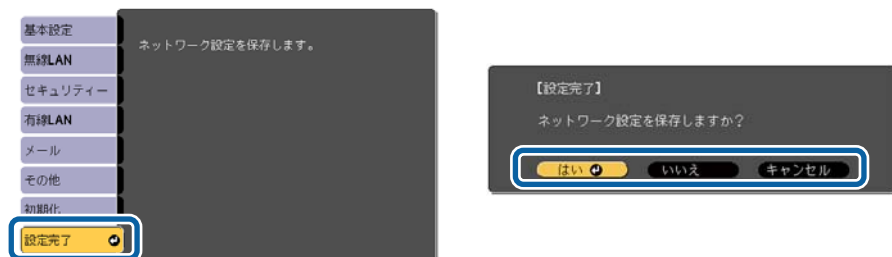 基本設定
無線LAN
セキュリティー
有線LAN
メール
その他
初期化
設定完了
ネットワーク設定を保存します。
【設定完了】
ネットワーク設定を保存しますか?
はい いいえ キャンセル